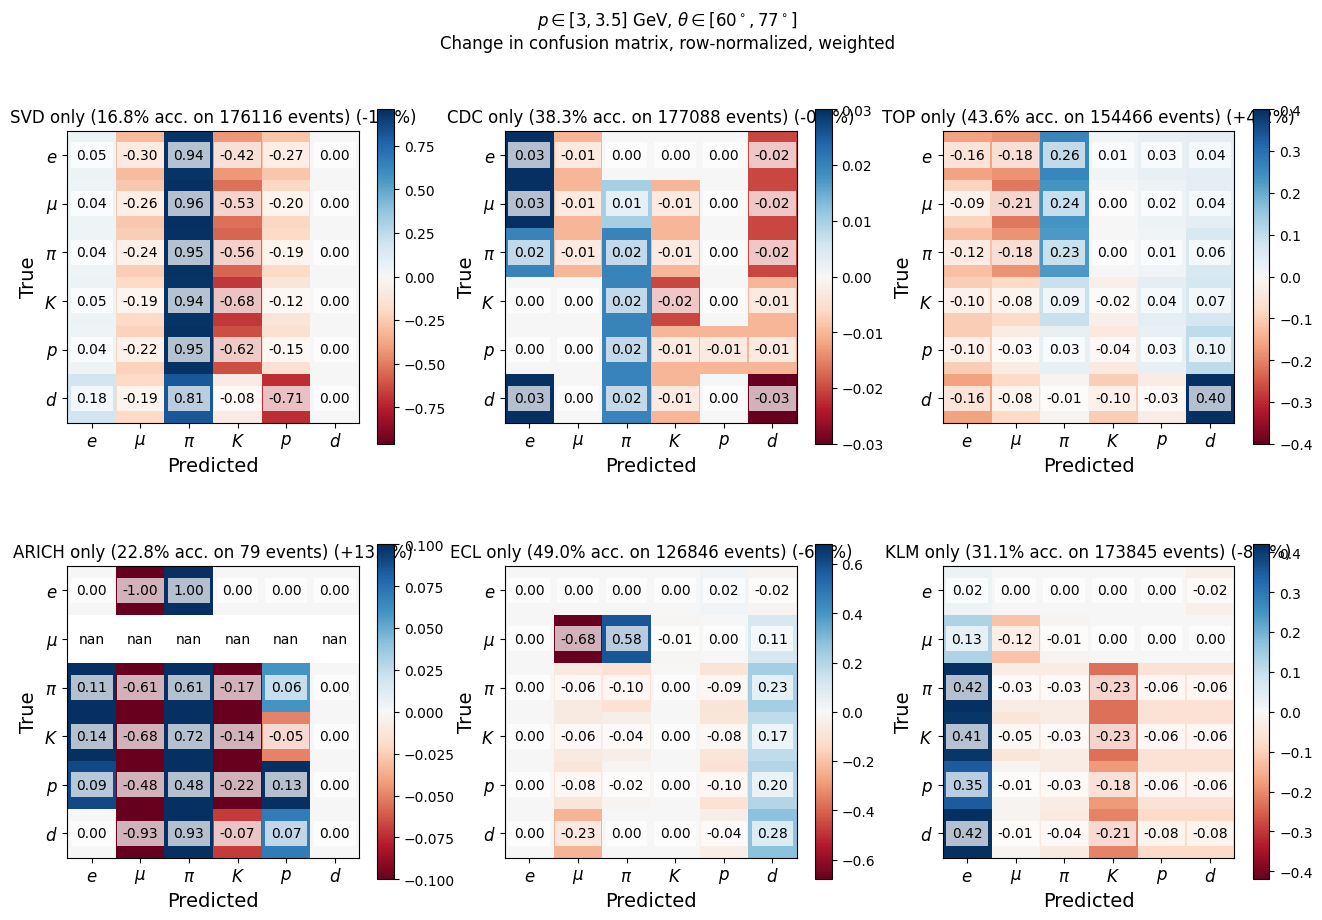 p ∈ [3, 3.5] GeV, θ ∈ [60°, 77°]
Change in confusion matrix, row-normalized, weighted
SVD only (16.8% acc. on 176116 events) (-1
e 0.05 -0.30 0.94 -0.42 -0.27 0.00
μ 0.04 -0.26 0.96 -0.53 -0.20 0.00
π 0.04 -0.24 0.95 -0.56 -0.19 0.00
K 0.05 -0.19 0.94 -0.68 -0.12 0.00
p 0.04 -0.22 0.95 -0.62 -0.15 0.00
d 0.18 -0.19 0.81 -0.08 -0.71 0.00
e μ π K p d
Predicted
True
0.75
0.50
0.25
0.00
−0.25
−0.50
−0.75
CDC only (38.3% acc. on 177088 events) (-0
e 0.03 -0.01 0.00 0.00 0.00 -0.02
μ 0.03 -0.01 0.01 -0.01 0.00 -0.02
π 0.02 -0.01 0.02 -0.01 0.00 -0.02
K 0.00 0.00 0.02 -0.02 0.00 -0.01
p 0.00 0.00 0.02 -0.01 -0.01 -0.01
d 0.03 0.00 0.02 -0.01 0.00 -0.03
e μ π K p d
Predicted
True
0.03
0.02
0.01
0.00
−0.01
−0.02
−0.03
TOP only (43.6% acc. on 154466 events) (+4
e -0.16 -0.18 0.26 0.01 0.03 0.04
μ -0.09 -0.21 0.24 0.00 0.02 0.04
π -0.12 -0.18 0.23 0.00 0.01 0.06
K -0.10 -0.08 0.09 -0.02 0.04 0.07
p -0.10 -0.03 0.03 -0.04 0.03 0.10
d -0.16 -0.08 -0.01 -0.10 -0.03 0.40
e μ π K p d
Predicted
True
0.4
0.3
0.2
0.1
0.0
−0.1
−0.2
−0.3
−0.4
ARICH only (22.8% acc. on 79 events) (+13
e 0.00 -1.00 1.00 0.00 0.00 0.00
μ nan nan nan nan nan nan
π 0.11 -0.61 0.61 -0.17 0.06 0.00
K 0.14 -0.68 0.72 -0.14 -0.05 0.00
p 0.09 -0.48 0.48 -0.22 0.13 0.00
d 0.00 -0.93 0.93 -0.07 0.07 0.00
e μ π K p d
Predicted
True
0.100
0.075
0.050
0.025
0.000
−0.025
−0.050
−0.075
−0.100
ECL only (49.0% acc. on 126846 events) (-6
e 0.00 0.00 0.00 0.00 0.02 -0.02
μ 0.00 -0.68 0.58 -0.01 0.00 0.11
π 0.00 -0.06 -0.10 0.00 -0.09 0.23
K 0.00 -0.06 -0.04 0.00 -0.08 0.17
p 0.00 -0.08 -0.02 0.00 -0.10 0.20
d 0.00 -0.23 0.00 0.00 -0.04 0.28
e μ π K p d
Predicted
True
0.6
0.4
0.2
0.0
−0.2
−0.4
−0.6
KLM only (31.1% acc. on 173845 events) (-8
e 0.02 0.00 0.00 0.00 0.00 -0.02
μ 0.13 -0.12 -0.01 0.00 0.00 0.00
π 0.42 -0.03 -0.03 -0.23 -0.06 -0.06
K 0.41 -0.05 -0.03 -0.23 -0.06 -0.06
p 0.35 -0.01 -0.03 -0.18 -0.06 -0.06
d 0.42 -0.01 -0.04 -0.21 -0.08 -0.08
e μ π K p d
Predicted
True
0.4
0.3
0.2
0.1
0.0
−0.1
−0.2
−0.3
−0.4